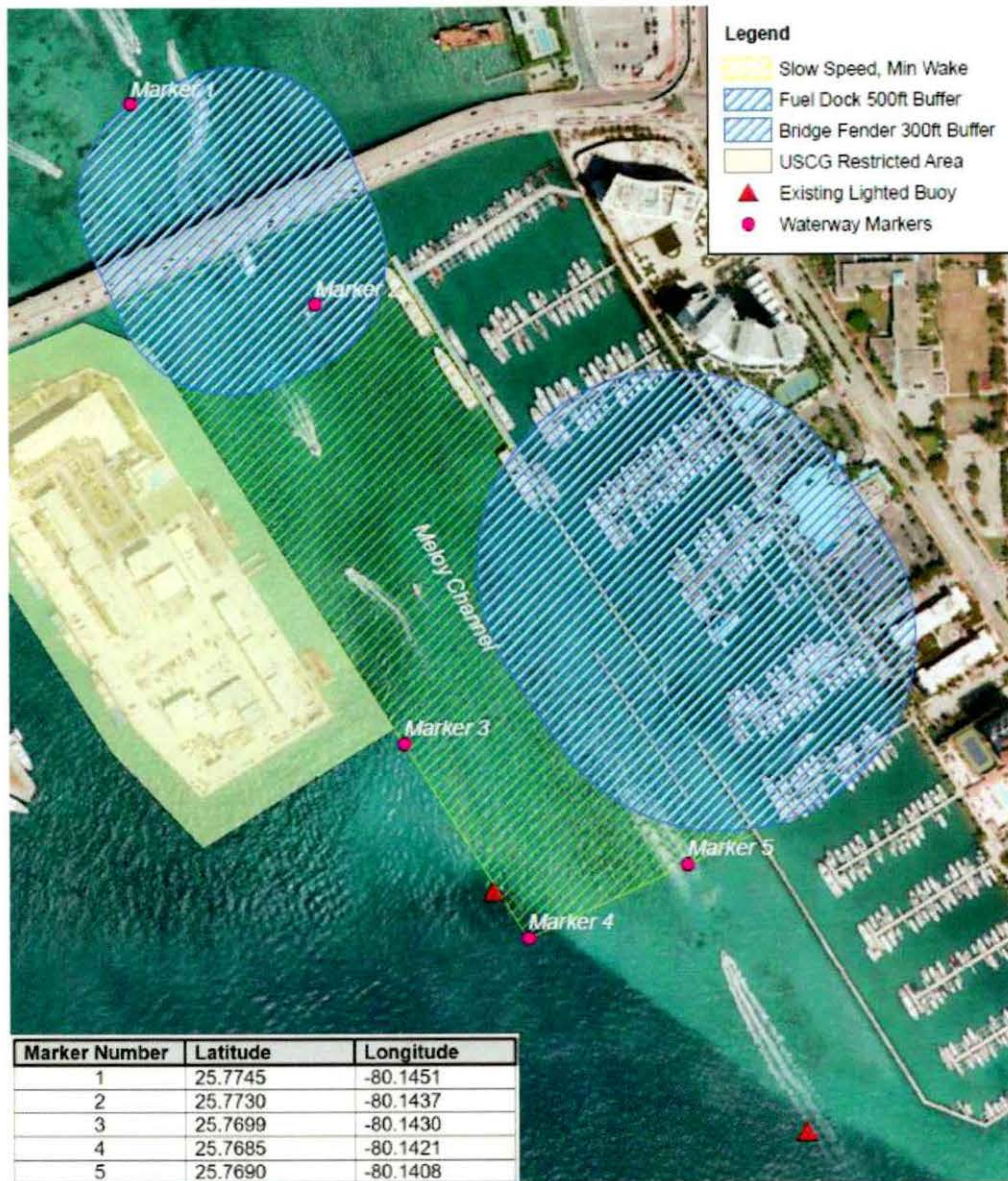 Legend
Slow Speed, Min Wake
Fuel Dock 500ft Buffer
Bridge Fender 300ft Buffer
USCG Restricted Area
Existing Lighted Buoy
Waterway Markers
Marker 1
Marker 2
Meloy Channel
Marker 3
Marker 5
Marker 4
Marker Number Latitude Longitude
1 25.7745 -80.1451
2 25.7730 -80.1437
3 25.7699 -80.1430
4 25.7685 -80.1421
5 25.7690 -80.1408